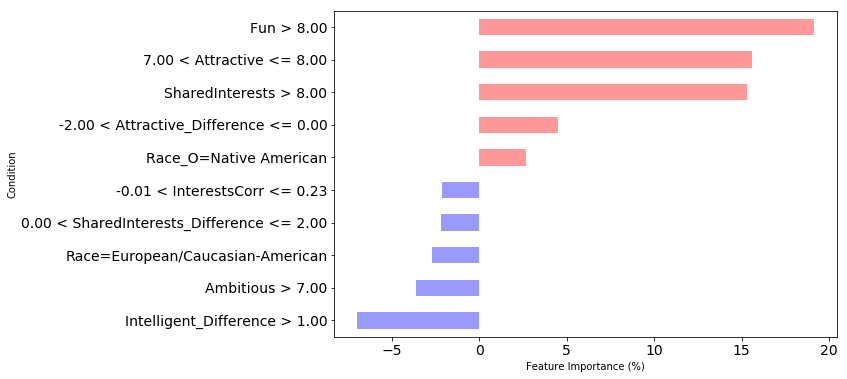 Fun > 8.00
7.00 < Attractive <= 8.00
SharedInterests > 8.00
-2.00 < Attractive_Difference <= 0.00
Race_O=Native American
-0.01 < InterestsCorr <= 0.23
0.00 < SharedInterests_Difference <= 2.00
Race=European/Caucasian-American
Ambitious > 7.00
Intelligent_Difference > 1.00
Condition
−5 0 5 10 15 20
Feature Importance (%)